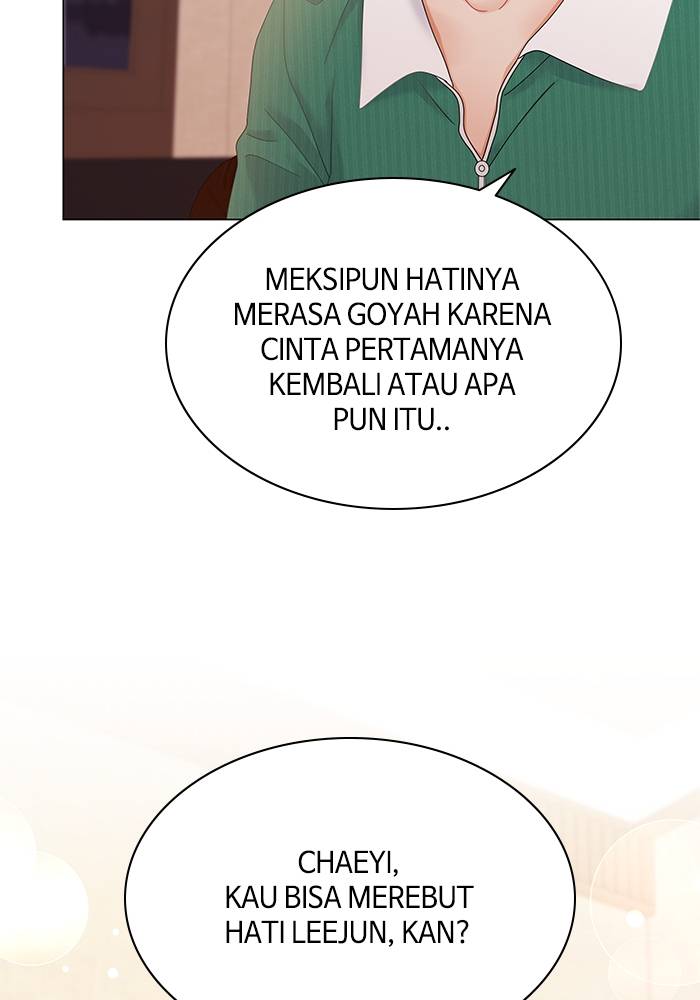 MEKSIPUN HATINYA
MERASA GOYAH KARENA
CINTA PERTAMANYA
KEMBALI ATAU APA
PUN ITU..
CHAEYI,
KAU BISA MEREBUT
HATI LEEJUN, KAN?